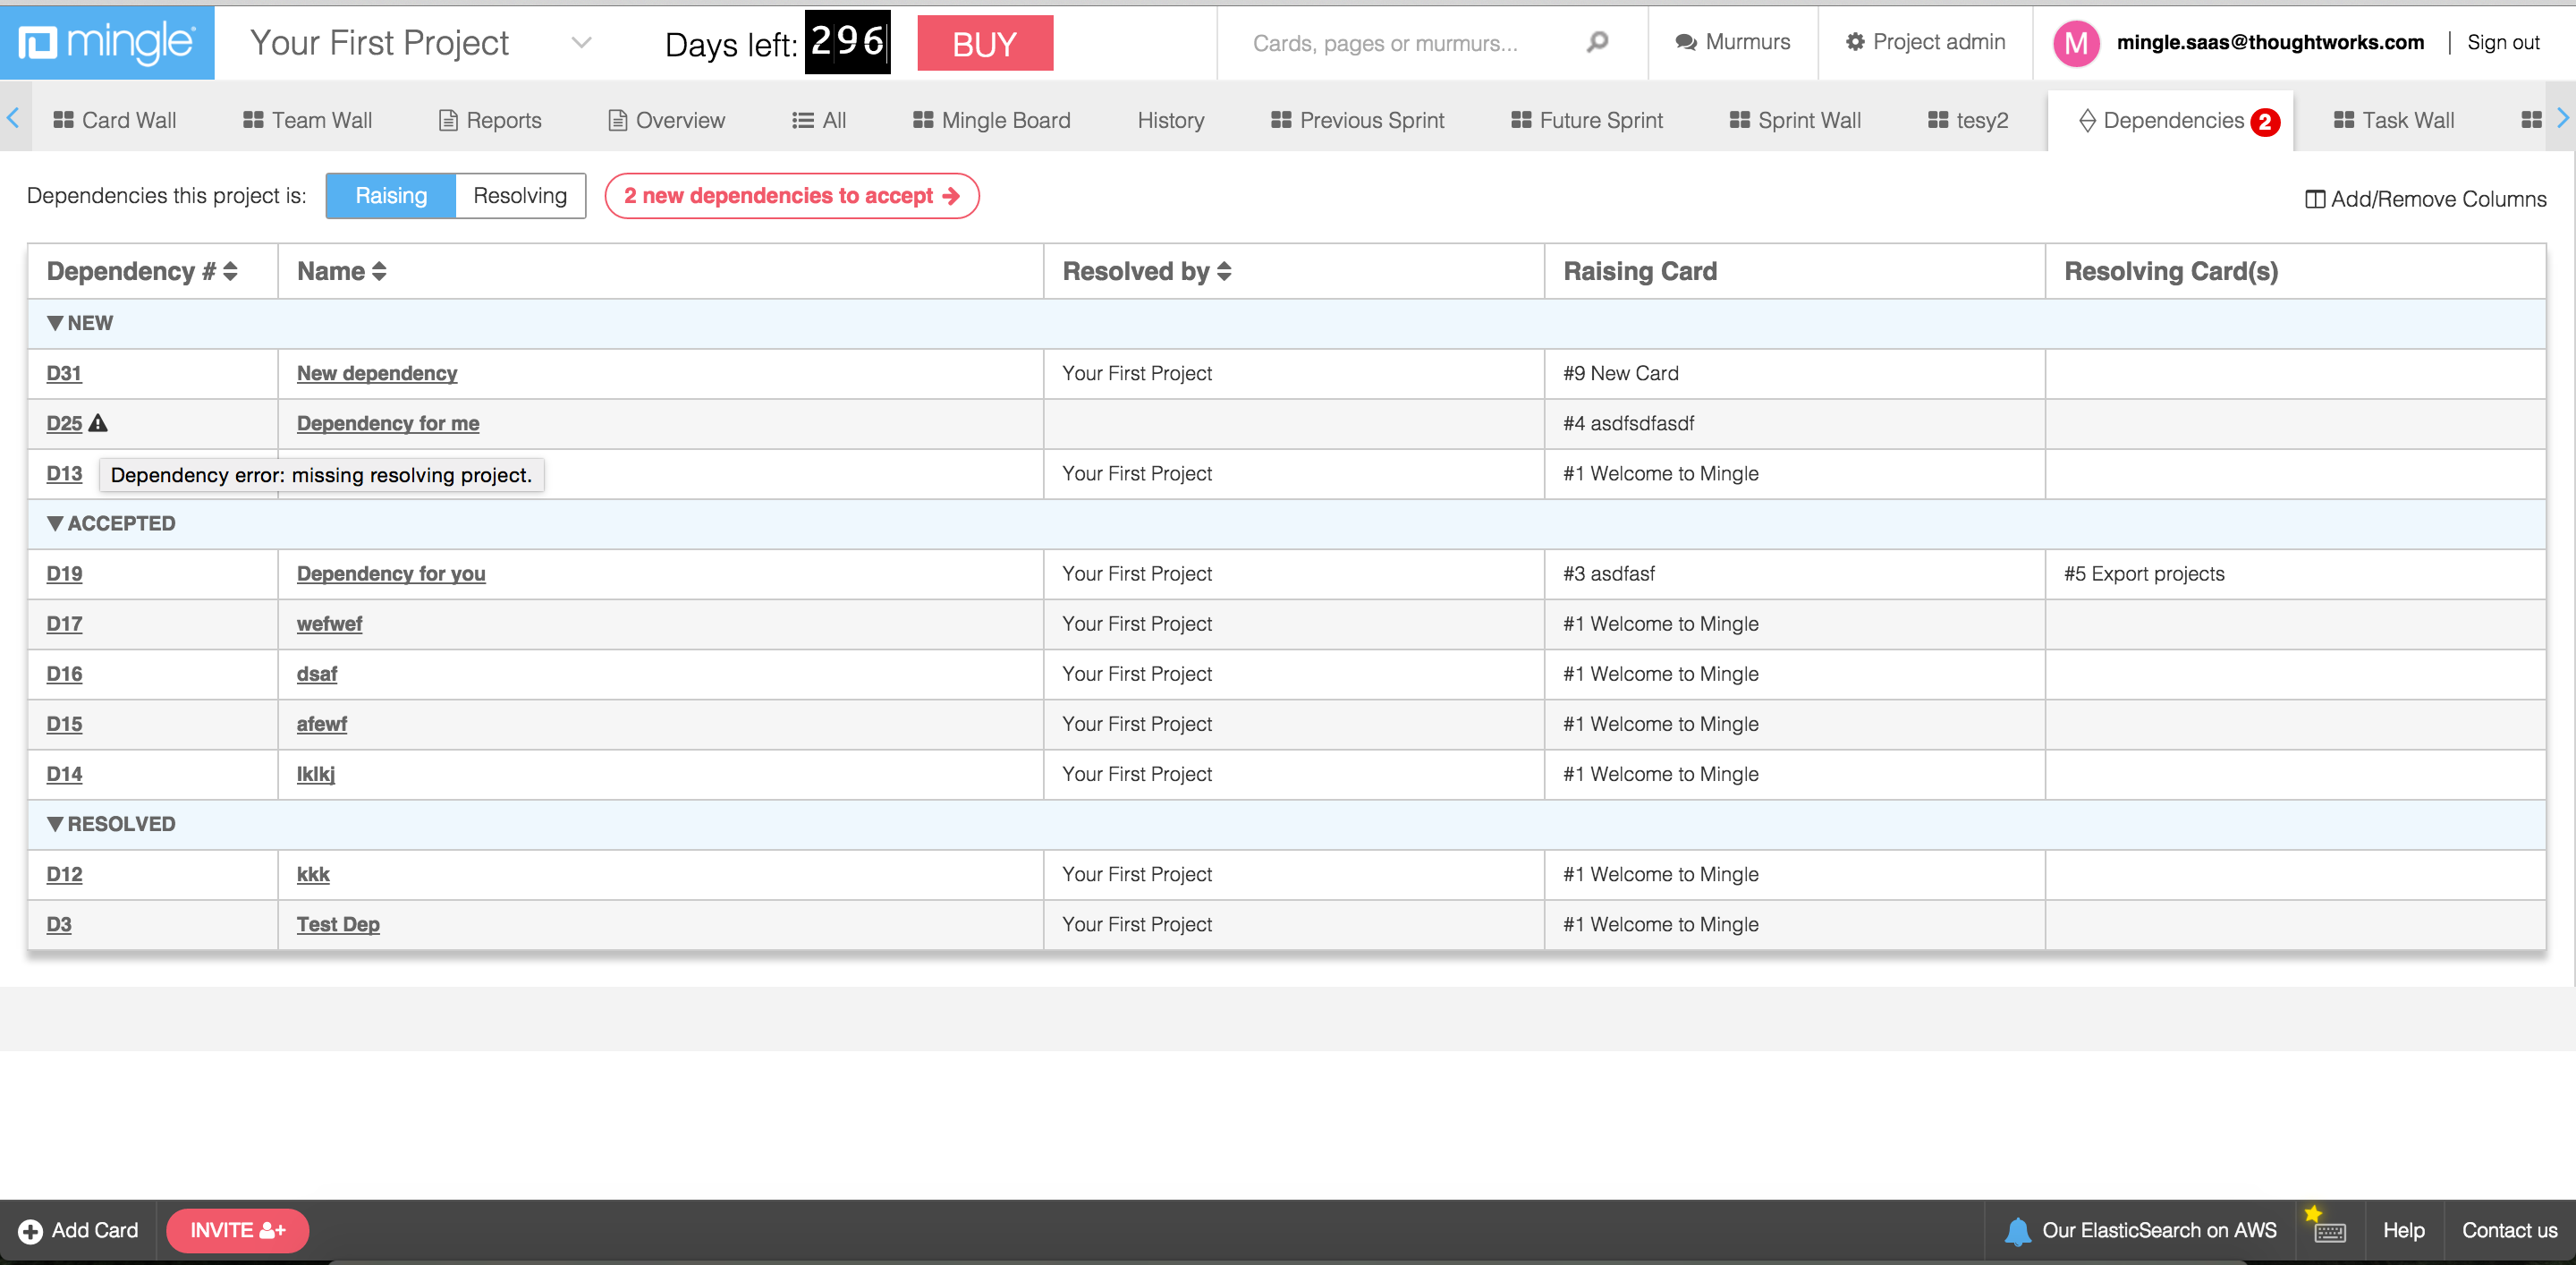 mingle Your First Project Days left: 296 BUY Cards, pages or murmurs... Murmurs Project admin M mingle.saas@thoughtworks.com | Sign out
Card Wall Team Wall Reports Overview All Mingle Board History Previous Sprint Future Sprint Sprint Wall tesy2 Dependencies 2 Task Wall
Dependencies this project is: Raising Resolving 2 new dependencies to accept Add/Remove Columns
Dependency # Name Resolved by Raising Card Resolving Card(s)
NEW
D31 New dependency Your First Project #9 New Card
D25 Dependency for me #4 asdfsdfasdf
D13 Dependency error: missing resolving project. Your First Project #1 Welcome to Mingle
ACCEPTED
D19 Dependency for you Your First Project #3 asdfasf #5 Export projects
D17 wefwef Your First Project #1 Welcome to Mingle
D16 dsaf Your First Project #1 Welcome to Mingle
D15 afewf Your First Project #1 Welcome to Mingle
D14 lklkj Your First Project #1 Welcome to Mingle
RESOLVED
D12 kkk Your First Project #1 Welcome to Mingle
D3 Test Dep Your First Project #1 Welcome to Mingle
Add Card INVITE Our ElasticSearch on AWS Help Contact us